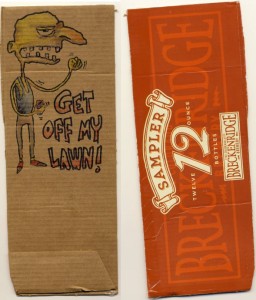 GET
OFF MY
LAWN!
SAMPLER
12
TWELVE OUNCE
BOTTLES
BRECKENRIDGE
BRECKENRIDGE